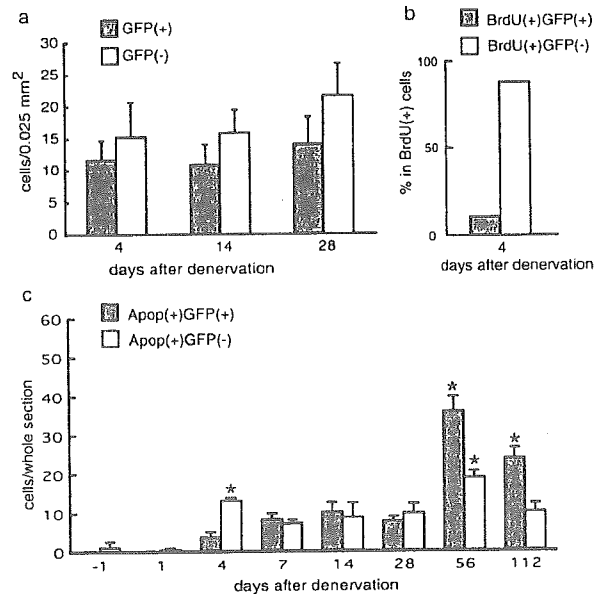 a
GFP(+)
GFP(-)
cells/0.025 mm²
30
25
20
15
10
5
0
4 14 28
days after denervation
b
BrdU(+)GFP(+)
BrdU(+)GFP(-)
% in BrdU(+) cells
100
50
0
4
days after denervation
c
Apop(+)GFP(+)
Apop(+)GFP(-)
cells/whole section
60
50
40
30
20
10
0
* * * *
-1 1 4 7 14 28 56 112
days after denervation